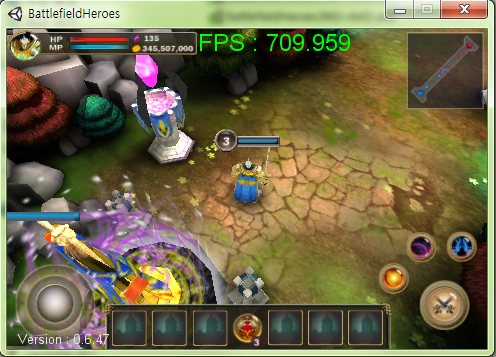 BattlefieldHeroes
HP 135
MP 345,507,000
FPS : 709.959
3
3
Version : 0.6.47